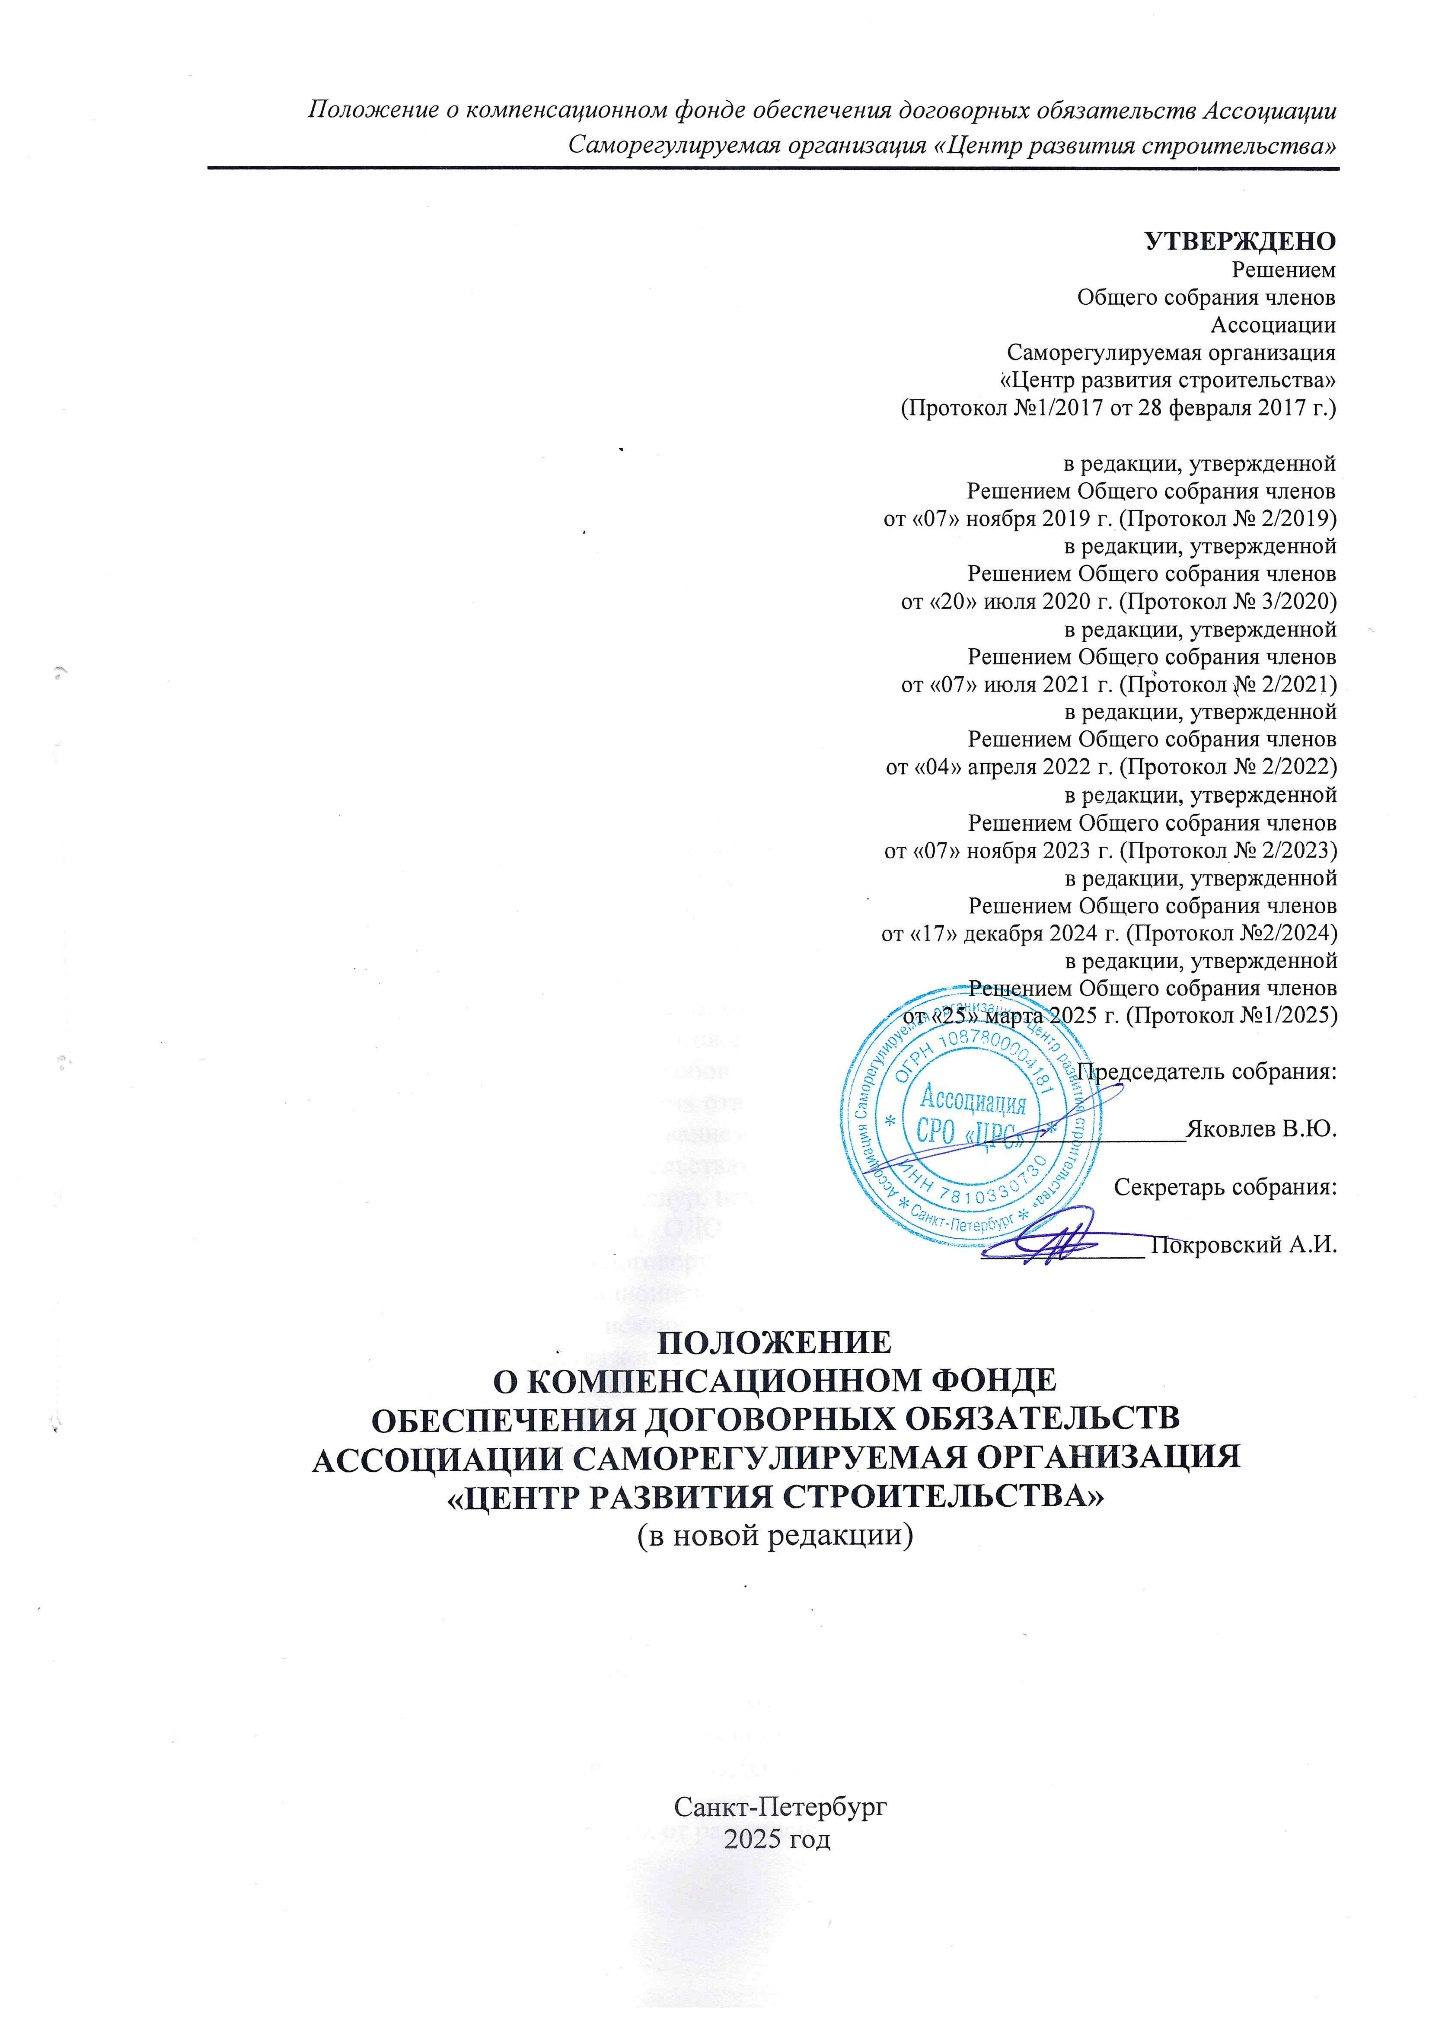 Положение о компенсационном фонде обеспечения договорных обязательств Ассоциации
Саморегулируемая организация «Центр развития строительства»
УТВЕРЖДЕНО
Решением
Общего собрания членов
Ассоциации
Саморегулируемая организация
«Центр развития строительства»
(Протокол №1/2017 от 28 февраля 2017 г.)
в редакции, утвержденной
Решением Общего собрания членов
от «07» ноября 2019 г. (Протокол № 2/2019)
в редакции, утвержденной
Решением Общего собрания членов
от «20» июля 2020 г. (Протокол № 3/2020)
в редакции, утвержденной
Решением Общего собрания членов
от «07» июля 2021 г. (Протокол № 2/2021)
в редакции, утвержденной
Решением Общего собрания членов
от «04» апреля 2022 г. (Протокол № 2/2022)
в редакции, утвержденной
Решением Общего собрания членов
от «07» ноября 2023 г. (Протокол № 2/2023)
в редакции, утвержденной
Решением Общего собрания членов
от «17» декабря 2024 г. (Протокол №2/2024)
в редакции, утвержденной
Решением Общего собрания членов
от «25» марта 2025 г. (Протокол №1/2025)
Председатель собрания:
Яковлев В.Ю.
Секретарь собрания:
Покровский А.И.
Ассоциация Саморегулируемая организация «Центр развития строительства»
* Санкт-Петербург *
ОГРН 1087800004181
Ассоциация
СРО «ЦРС»
ИНН 7810330730
ПОЛОЖЕНИЕ
О КОМПЕНСАЦИОННОМ ФОНДЕ
ОБЕСПЕЧЕНИЯ ДОГОВОРНЫХ ОБЯЗАТЕЛЬСТВ
АССОЦИАЦИИ САМОРЕГУЛИРУЕМАЯ ОРГАНИЗАЦИЯ
«ЦЕНТР РАЗВИТИЯ СТРОИТЕЛЬСТВА»
(в новой редакции)
Санкт-Петербург
2025 год